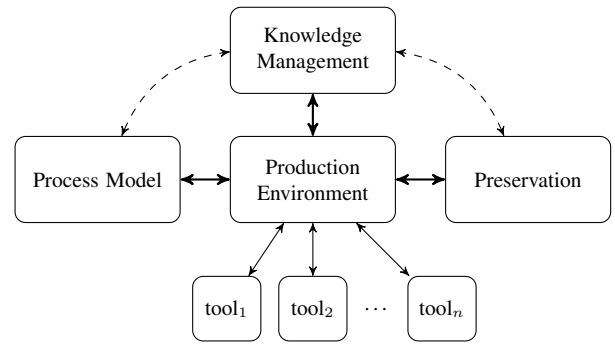 Knowledge
Management
Process Model
Production
Environment
Preservation
tool₁
tool₂
⋯
toolₙ